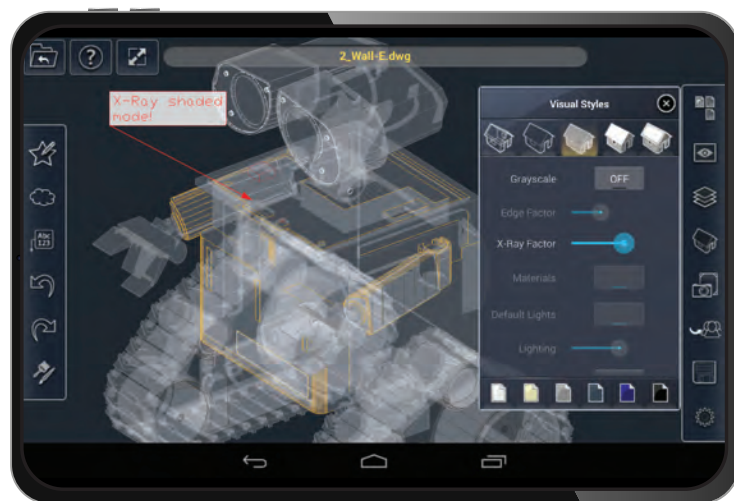 ?
2_Wall-E.dwg
X-Ray shaded
mode!
Visual Styles
Grayscale
OFF
Edge Factor
X-Ray Factor
Materials
Default Lights
Lighting
Abc
123